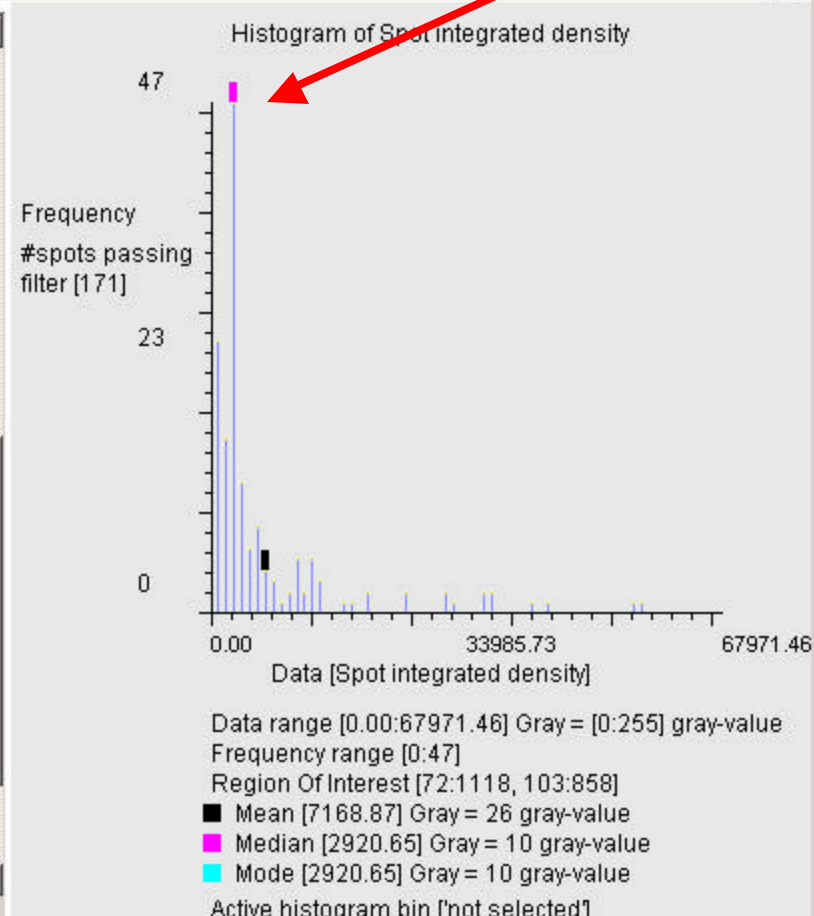 Histogram of Spot integrated density
47
Frequency
#spots passing
filter [171]
23
0
0.00 33985.73 67971.46
Data [Spot integrated density]
Data range [0.00:67971.46] Gray = [0:255] gray-value
Frequency range [0:47]
Region Of Interest [72:1118, 103:858]
Mean [7168.87] Gray = 26 gray-value
Median [2920.65] Gray = 10 gray-value
Mode [2920.65] Gray = 10 gray-value
Active histogram bin ['not selected']